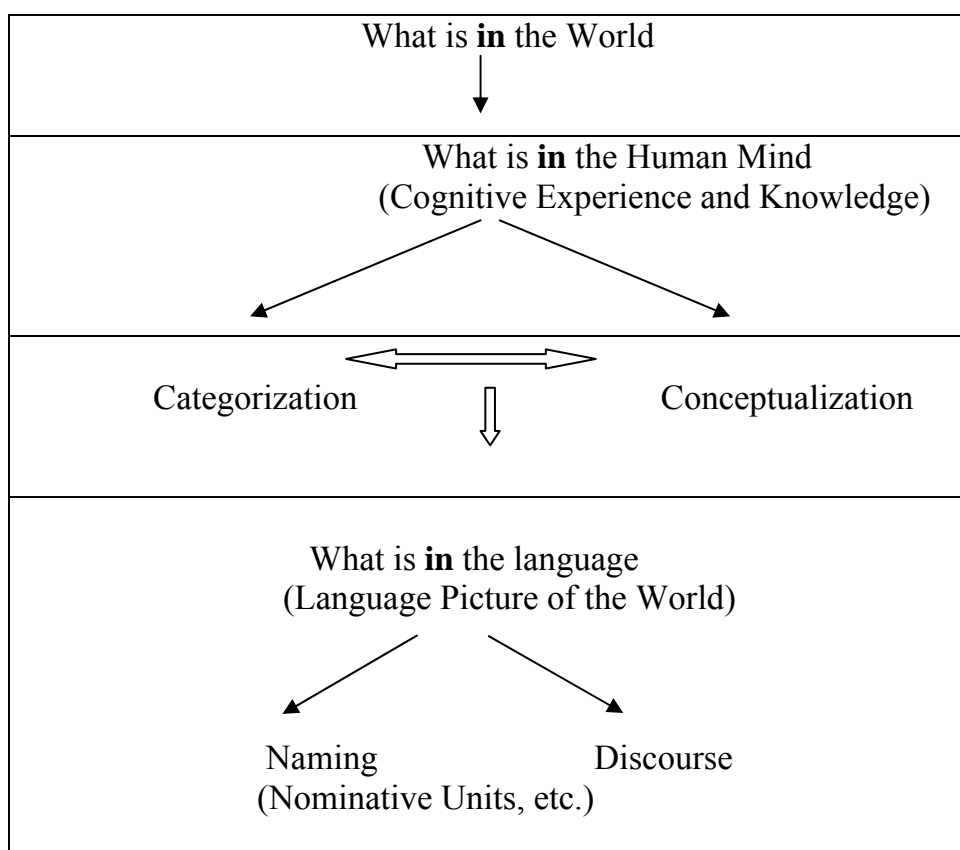 What is in the World
What is in the Human Mind
(Cognitive Experience and Knowledge)
Categorization
Conceptualization
What is in the language
(Language Picture of the World)
Naming
Discourse
(Nominative Units, etc.)